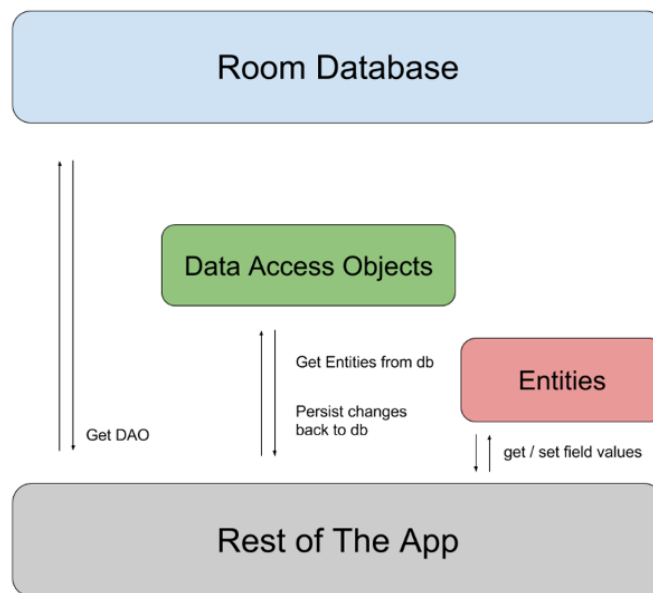 Room Database
Data Access Objects
Get Entities from db
Entities
Persist changes
back to db
Get DAO
get / set field values
Rest of The App